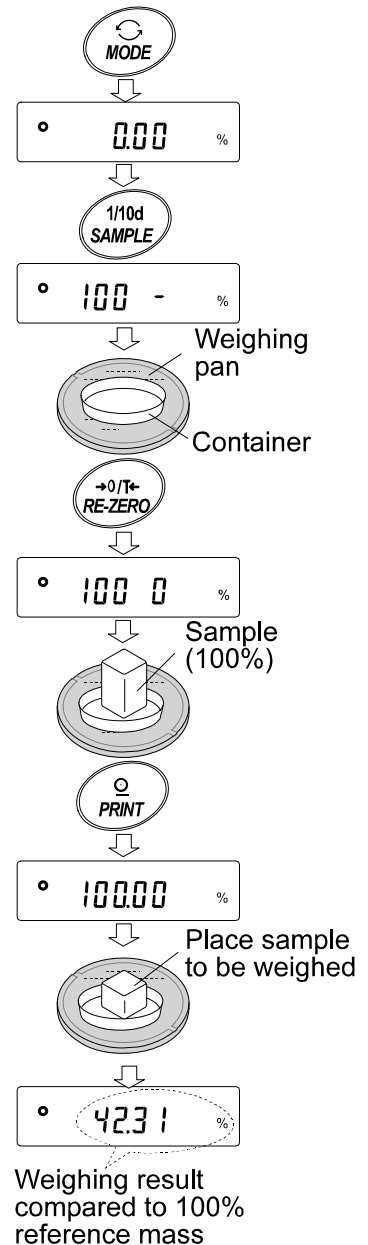 MODE
0.00 %
1/10d
SAMPLE
100 - %
Weighing
pan
Container
→0/T←
RE-ZERO
100 0 %
Sample
(100%)
PRINT
100.00 %
Place sample
to be weighed
42.31 %
Weighing result
compared to 100%
reference mass